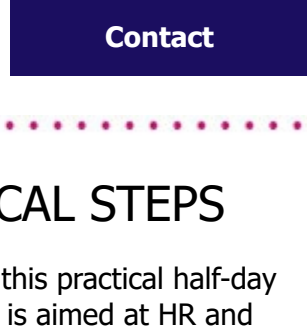 Contact
CAL STEPS
this practical half-day
is aimed at HR and